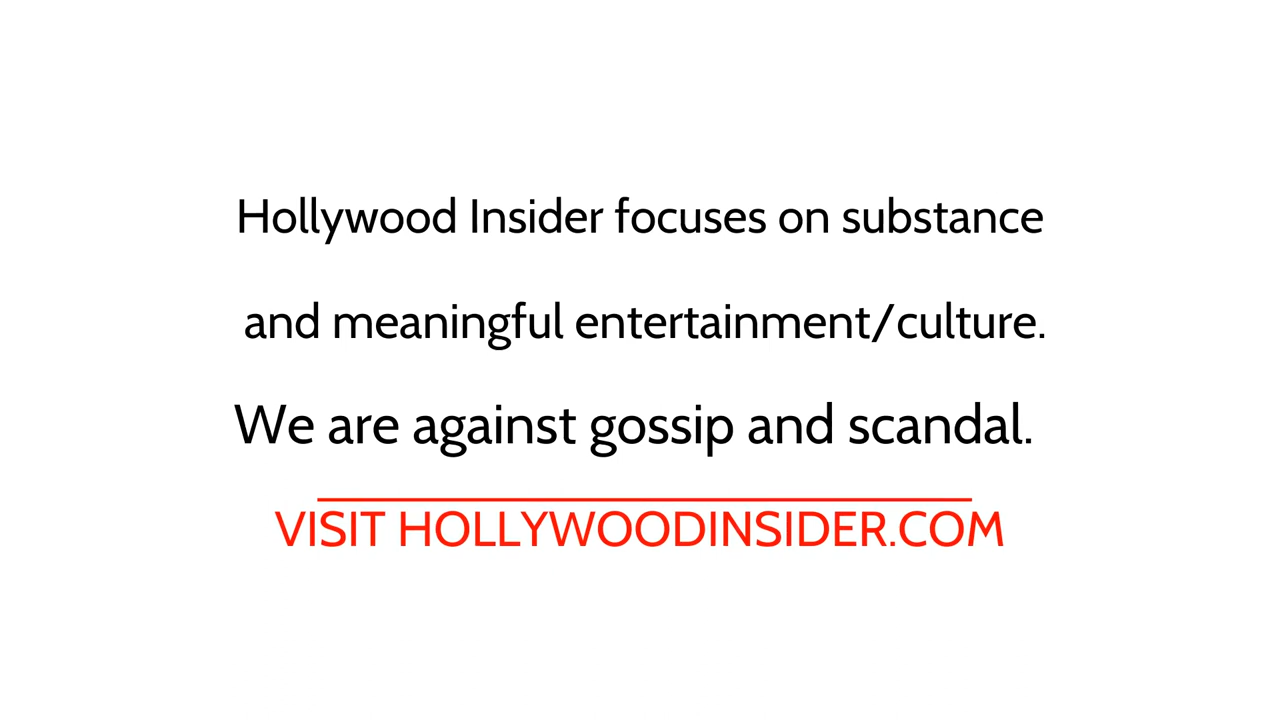 Hollywood Insider focuses on substance
and meaningful entertainment/culture.
We are against gossip and scandal.
VISIT HOLLYWOODINSIDER.COM